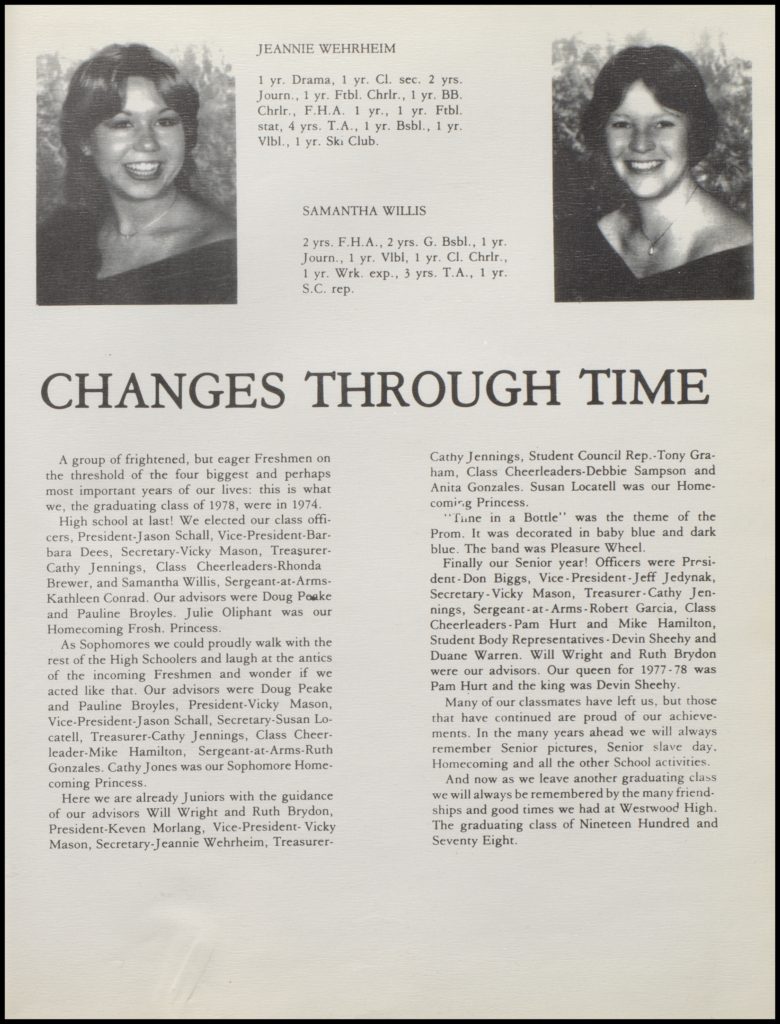 JEANNIE WEHRHEIM
1 yr. Drama, 1 yr. Cl. sec. 2 yrs.
Journ., 1 yr. Ftbl. Chrlr., 1 yr. BB.
Chrlr., F.H.A. 1 yr., 1 yr. Ftbl.
stat, 4 yrs. T.A., 1 yr. Bsbl., 1 yr.
Vlbl., 1 yr. Ski Club.
SAMANTHA WILLIS
2 yrs. F.H.A., 2 yrs. G. Bsbl., 1 yr.
Journ., 1 yr. Vlbl, 1 yr. Cl. Chrlr.,
1 yr. Wrk. exp., 3 yrs. T.A., 1 yr.
S.C. rep.
CHANGES THROUGH TIME
A group of frightened, but eager Freshmen on
the threshold of the four biggest and perhaps
most important years of our lives: this is what
we, the graduating class of 1978, were in 1974.
High school at last! We elected our class offi-
cers, President-Jason Schall, Vice-President-Bar-
bara Dees, Secretary-Vicky Mason, Treasurer-
Cathy Jennings, Class Cheerleaders-Rhonda
Brewer, and Samantha Willis, Sergeant-at-Arms-
Kathleen Conrad. Our advisors were Doug Peake
and Pauline Broyles. Julie Oliphant was our
Homecoming Frosh. Princess.
As Sophomores we could proudly walk with the
rest of the High Schoolers and laugh at the antics
of the incoming Freshmen and wonder if we
acted like that. Our advisors were Doug Peake
and Pauline Broyles, President-Vicky Mason,
Vice-President-Jason Schall, Secretary-Susan Lo-
catell, Treasurer-Cathy Jennings, Class Cheer-
leader-Mike Hamilton, Sergeant-at-Arms-Ruth
Gonzales. Cathy Jones was our Sophomore Home-
coming Princess.
Here we are already Juniors with the guidance
of our advisors Will Wright and Ruth Brydon,
President-Keven Morlang, Vice-President- Vicky
Mason, Secretary-Jeannie Wehrheim, Treasurer-
Cathy Jennings, Student Council Rep.-Tony Gra-
ham, Class Cheerleaders-Debbie Sampson and
Anita Gonzales. Susan Locatell was our Home-
coming Princess.
"Time in a Bottle" was the theme of the
Prom. It was decorated in baby blue and dark
blue. The band was Pleasure Wheel.
Finally our Senior year! Officers were Presi-
dent-Don Biggs, Vice-President-Jeff Jedynak,
Secretary-Vicky Mason, Treasurer-Cathy Jen-
nings, Sergeant-at-Arms-Robert Garcia, Class
Cheerleaders-Pam Hurt and Mike Hamilton,
Student Body Representatives-Devin Sheehy and
Duane Warren. Will Wright and Ruth Brydon
were our advisors. Our queen for 1977-78 was
Pam Hurt and the king was Devin Sheehy.
Many of our classmates have left us, but those
that have continued are proud of our achieve-
ments. In the many years ahead we will always
remember Senior pictures, Senior slave day,
Homecoming and all the other School activities.
And now as we leave another graduating class
we will always be remembered by the many friend-
ships and good times we had at Westwood High.
The graduating class of Nineteen Hundred and
Seventy Eight.